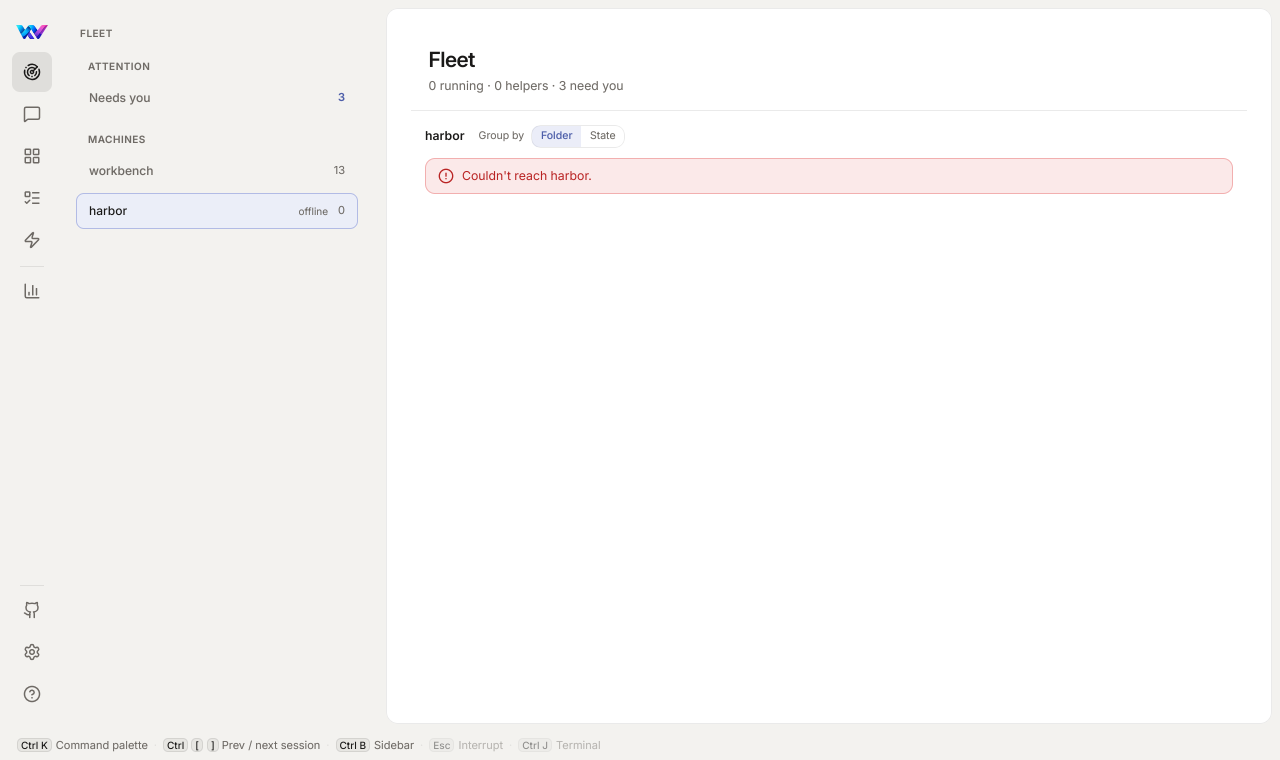 FLEET
ATTENTION
Needs you 3
MACHINES
workbench 13
harbor offline 0
Fleet
0 running · 0 helpers · 3 need you
harbor Group by Folder State
Couldn't reach harbor.
Ctrl K Command palette · Ctrl [ ] Prev / next session · Ctrl B Sidebar · Esc Interrupt · Ctrl J Terminal